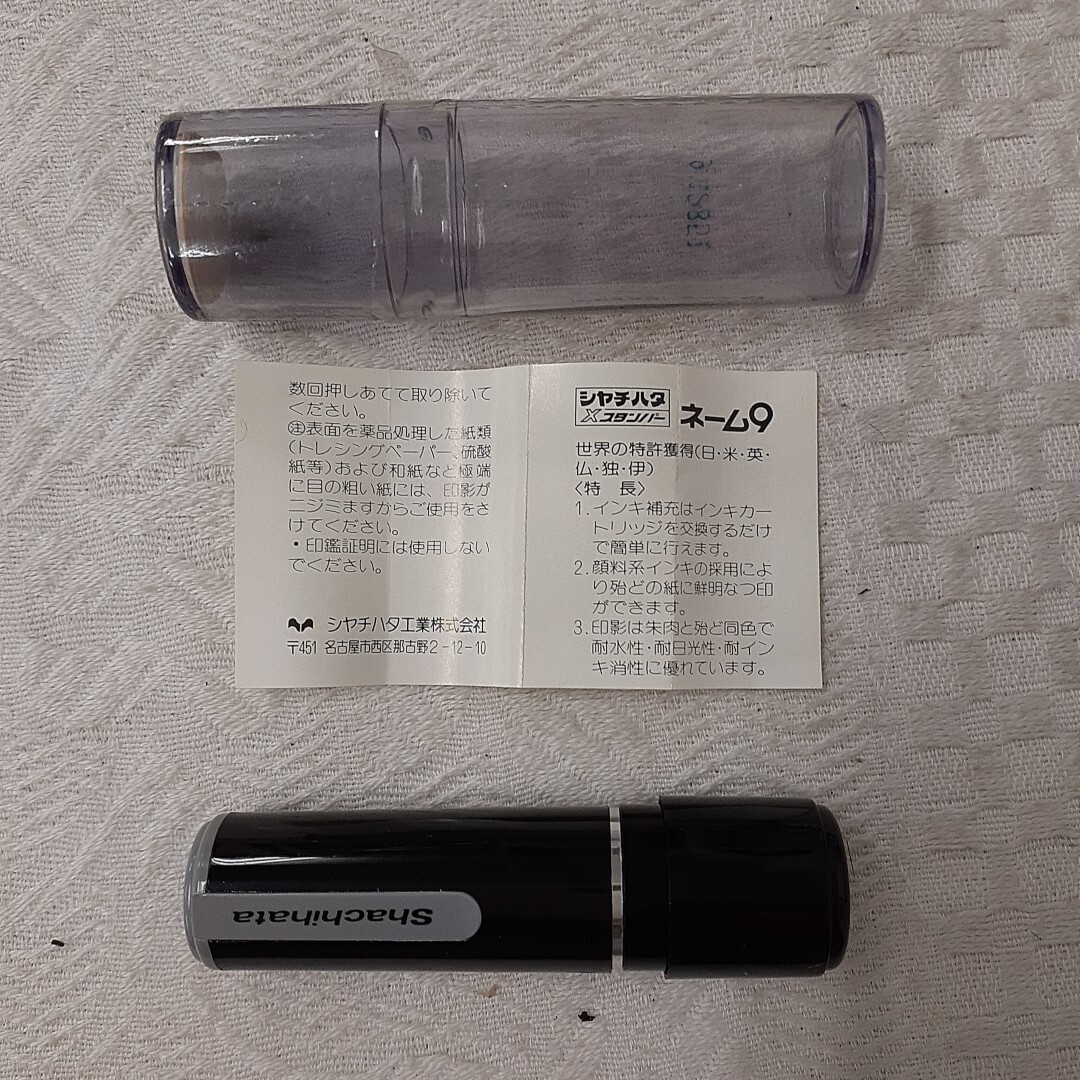 数回押しあてて取り除いて
ください。
注表面を薬品処理した紙類
(トレシングペーパー、硫酸
紙等)および和紙など極端
に目の粗い紙には、印影が
ニジミますからご使用をさ
けてください。
・印鑑証明には使用しない
でください。
シヤチハタ工業株式会社
〒451 名古屋市西区那古野2-12-10
シヤチハタ
Xスタンパー ネーム9
世界の特許獲得(日・米・英・
仏・独・伊)
〈特 長〉
1. インキ補充はインキカー
トリッジを交換するだけ
で簡単に行えます。
2. 顔料系インキの採用によ
り殆どの紙に鮮明なつ印
ができます。
3. 印影は朱肉と殆ど同色で
耐水性・耐日光性・耐イン
キ消性に優れています。
Shachihata